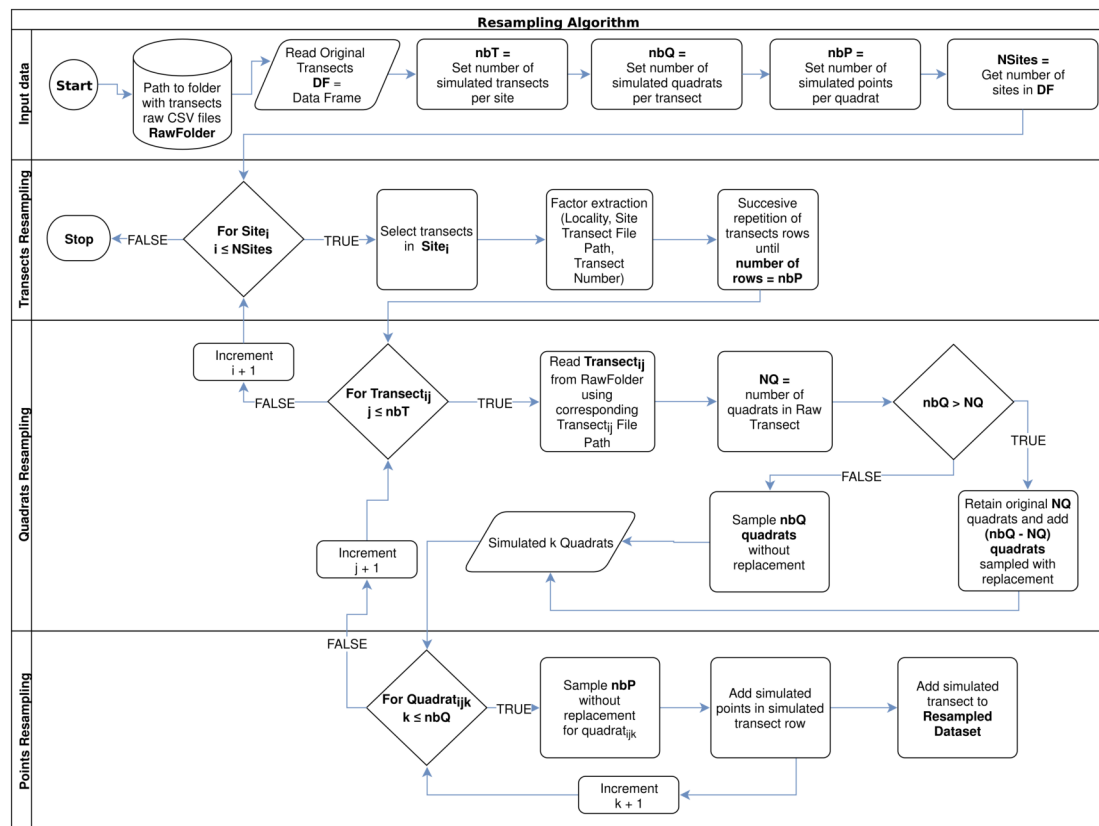 Resampling Algorithm
Input data
Start
Path to folder
with transects
raw CSV files
RawFolder
Read Original
Transects
DF =
Data Frame
nbT =
Set number of
simulated transects
per site
nbQ =
Set number of
simulated quadrats
per transect
nbP =
Set number of
simulated points
per quadrat
NSites =
Get number of
sites in DF
Transects Resampling
Stop
FALSE
For Siteᵢ
i ≤ NSites
TRUE
Select transects
in Siteᵢ
Factor extraction
(Locality, Site
Transect File
Path,
Transect
Number)
Succesive
repetition of
transects rows
until
number of
rows = nbP
Quadrats Resampling
Increment
i + 1
FALSE
For Transectᵢⱼ
j ≤ nbT
TRUE
Read Transectᵢⱼ
from RawFolder
using
corresponding
Transectᵢⱼ File
Path
NQ =
number of
quadrats in Raw
Transect
nbQ > NQ
TRUE
FALSE
Retain original NQ
quadrats and add
(nbQ - NQ)
quadrats
sampled with
replacement
Sample nbQ
quadrats
without
replacement
Simulated k Quadrats
Increment
j + 1
Points Resampling
FALSE
For Quadratᵢⱼₖ
k ≤ nbQ
TRUE
Sample nbP
without
replacement
for quadratᵢⱼₖ
Add simulated
points in simulated
transect row
Add simulated
transect to
Resampled
Dataset
Increment
k + 1